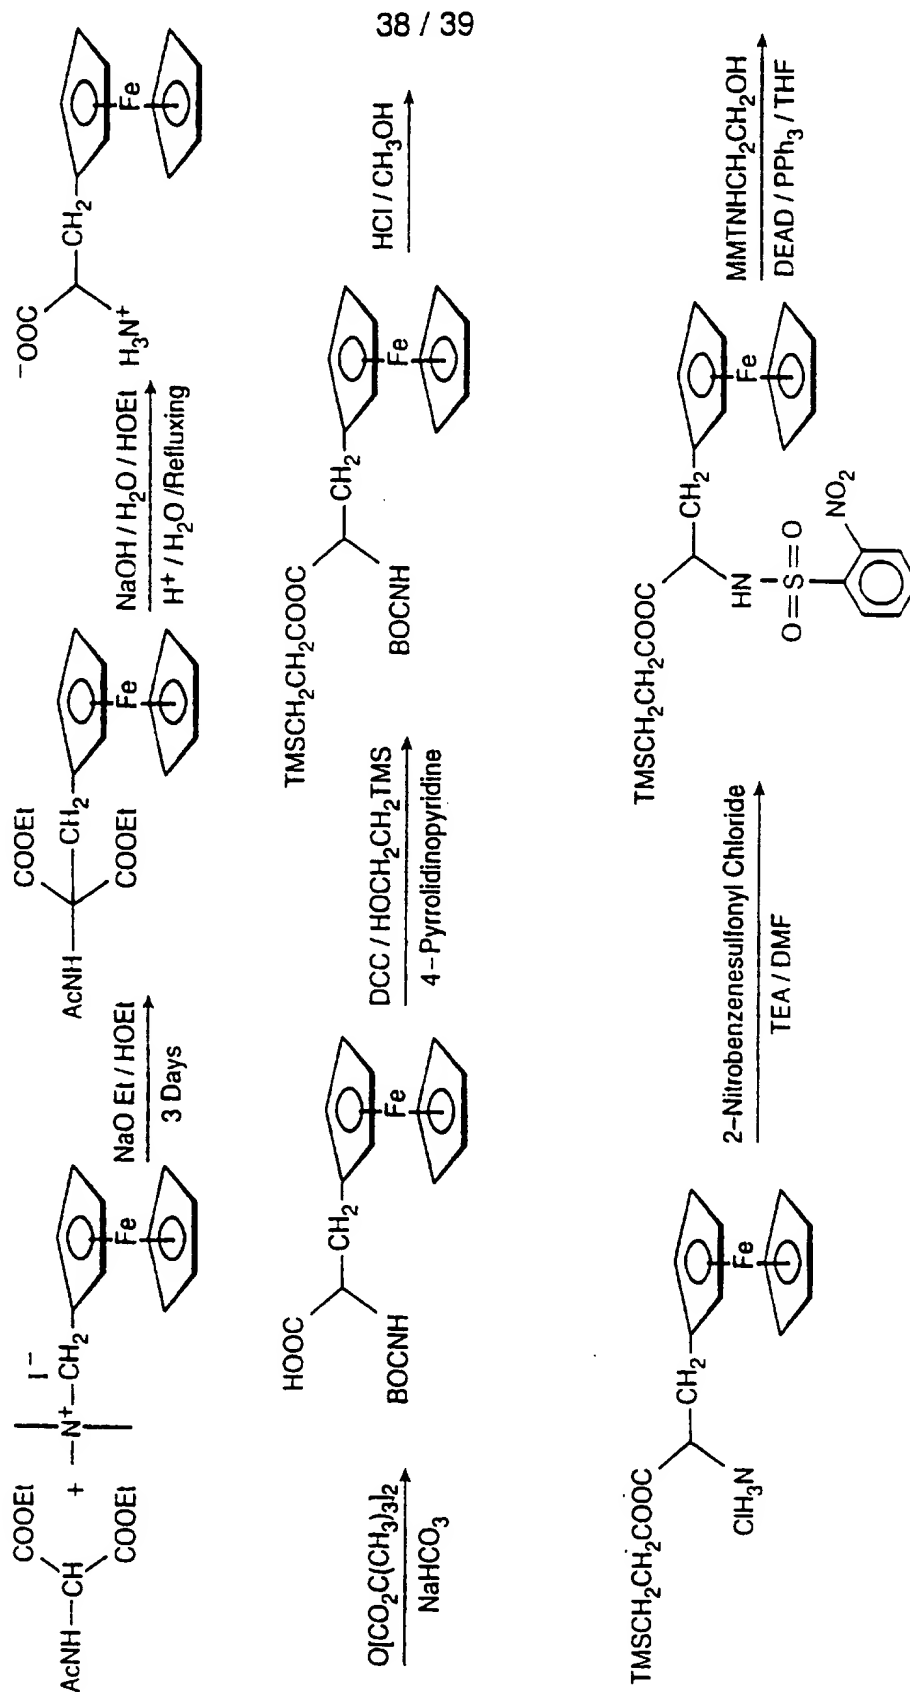 38 / 39
AcNH
CH
COOEt
COOEt
+
N+
I−
CH2
Fe
NaO Et / HOEt
3 Days
AcNH
COOEt
COOEt
CH2
Fe
NaOH / H2O / HOEt
H+ / H2O /Refluxing
−OOC
H3N+
CH2
Fe
O[CO2C(CH3)3]2
NaHCO3
HOOC
BOCNH
CH2
Fe
DCC / HOCH2CH2TMS
4-Pyrrolidinopyridine
TMSCH2CH2COOC
BOCNH
CH2
Fe
HCl / CH3OH
TMSCH2CH2COOC
ClH3N
CH2
Fe
2-Nitrobenzenesulfonyl Chloride
TEA / DMF
TMSCH2CH2COOC
HN
O=S=O
NO2
CH2
Fe
MMTNHCH2CH2OH
DEAD / PPh3 / THF